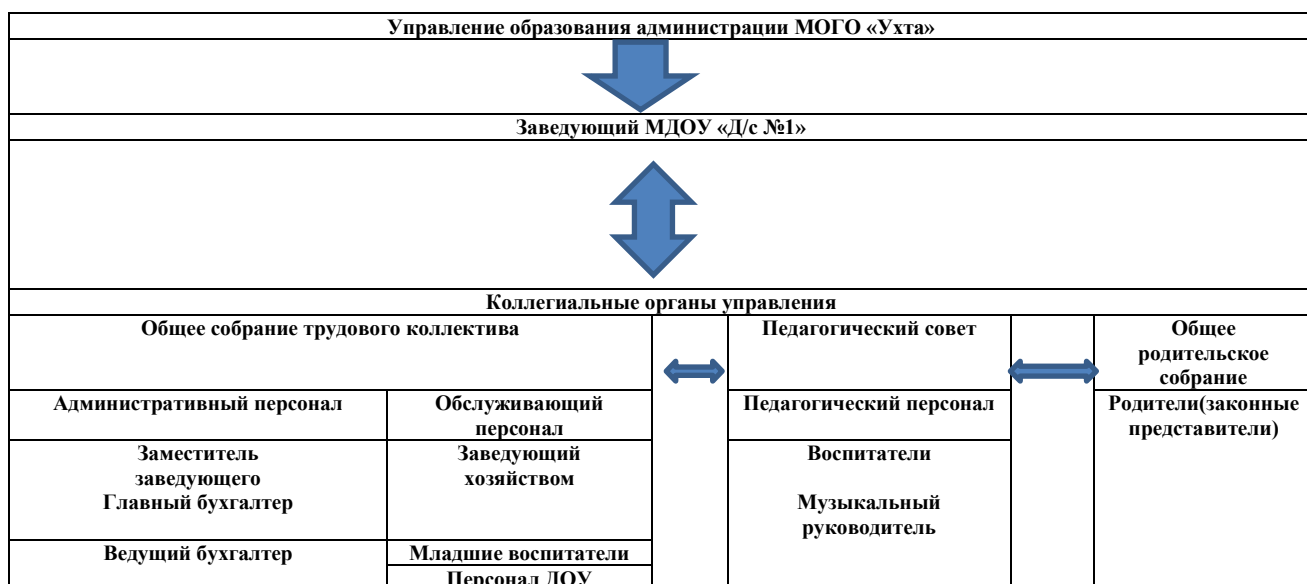 Управление образования администрации МОГО «Ухта»
Заведующий МДОУ «Д/с №1»
Коллегиальные органы управления
Общее собрание трудового коллектива
Педагогический совет
Общее
родительское
собрание
Административный персонал
Обслуживающий
персонал
Педагогический персонал
Родители(законные
представители)
Заместитель
заведующего
Главный бухгалтер
Заведующий
хозяйством
Воспитатели
Музыкальный
руководитель
Ведущий бухгалтер
Младшие воспитатели
Персонал ДОУ